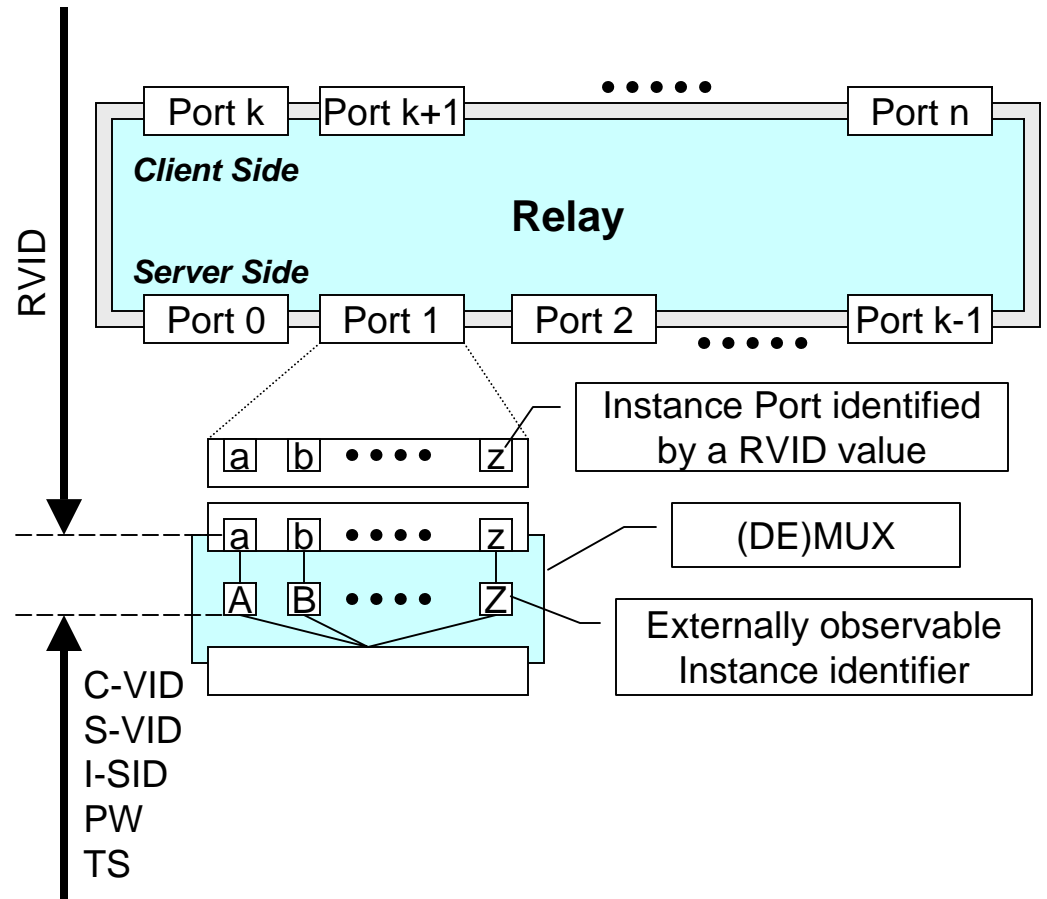 Port k
Port k+1
Port n
Client Side
Relay
RVID
Server Side
Port 0
Port 1
Port 2
Port k-1
Instance Port identified
by a RVID value
a
b
z
a
b
z
(DE)MUX
A
B
Z
Externally observable
Instance identifier
C-VID
S-VID
I-SID
PW
TS